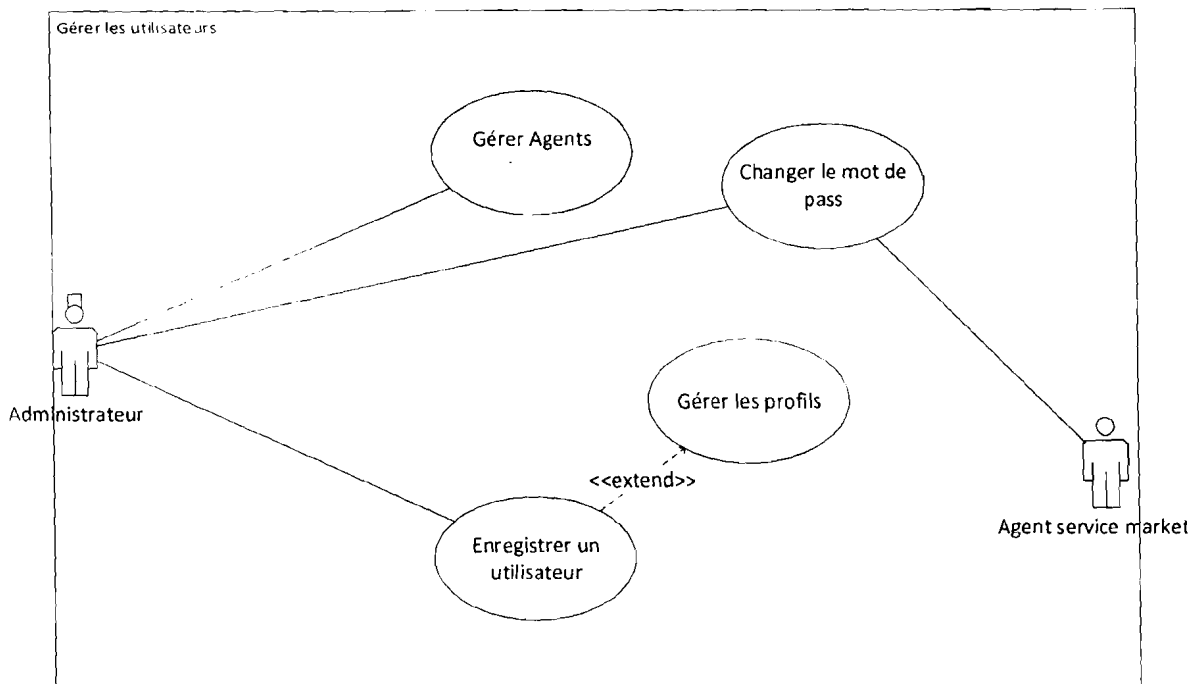 Gérer les utilisateurs
Gérer Agents
Changer le mot de
pass
Administrateur
Gérer les profils
<<extend>>
Agent service market
Enregistrer un
utilisateur